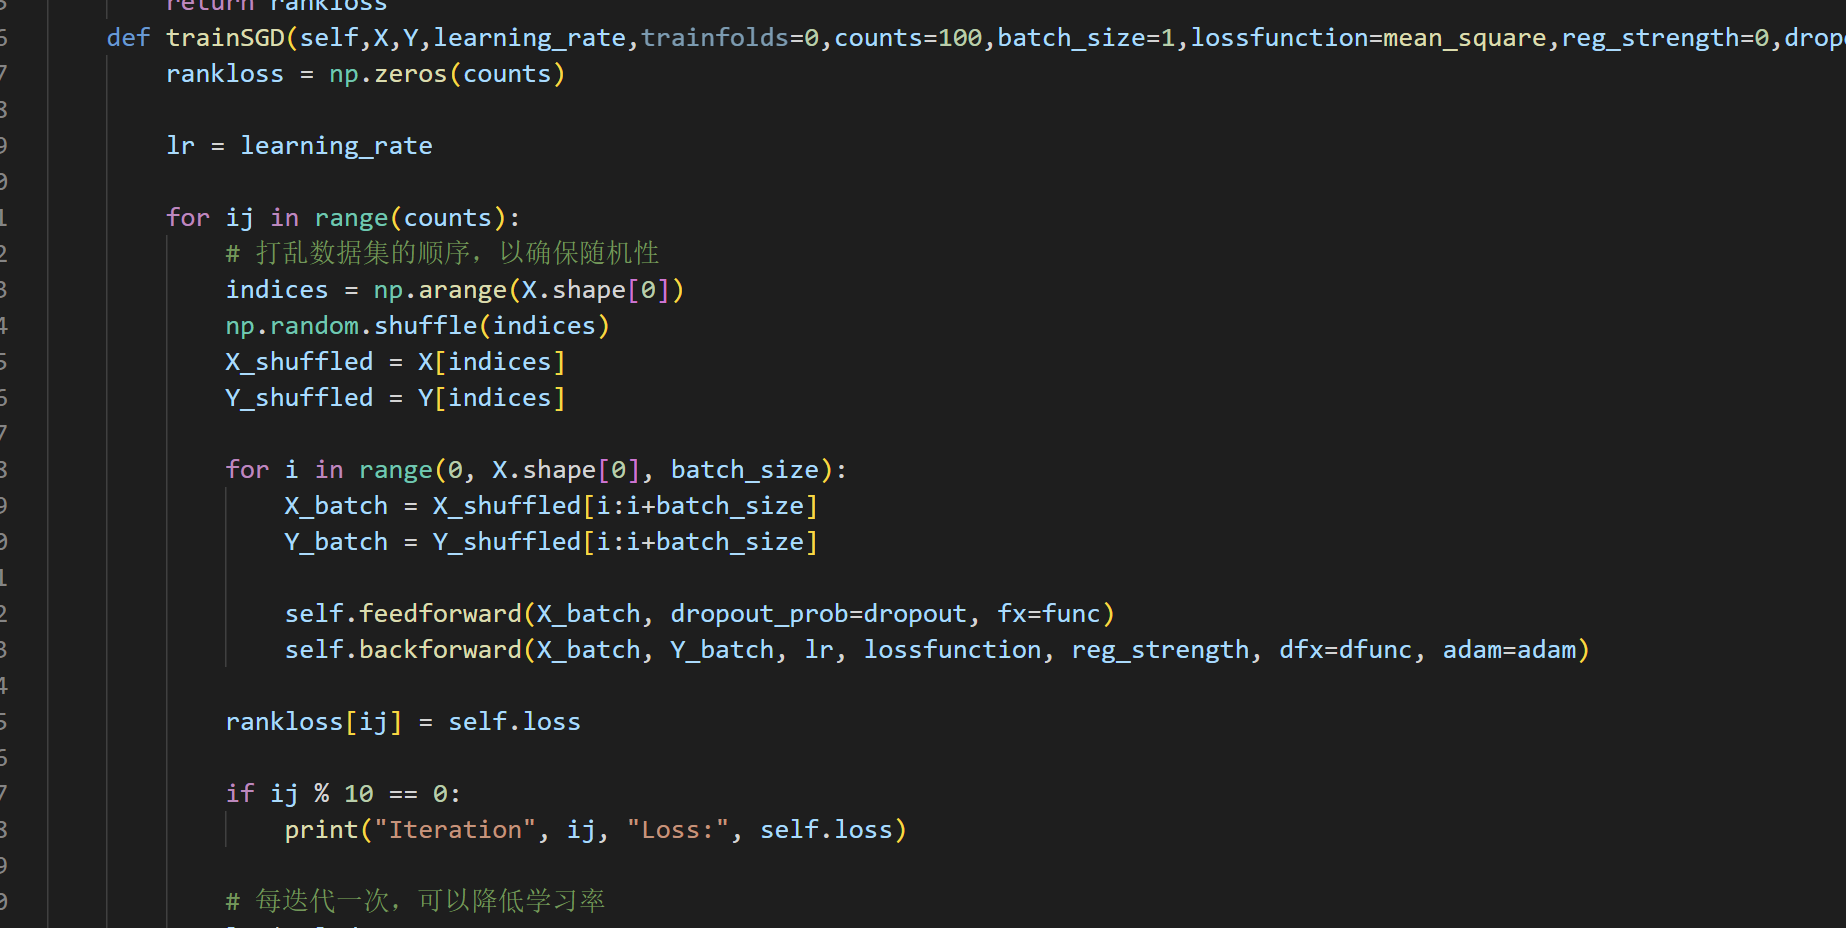 return rankloss
def trainSGD(self,X,Y,learning_rate,trainfolds=0,counts=100,batch_size=1,lossfunction=mean_square,reg_strength=0,drop
rankloss = np.zeros(counts)
lr = learning_rate
for ij in range(counts):
# 打乱数据集的顺序，以确保随机性
indices = np.arange(X.shape[0])
np.random.shuffle(indices)
X_shuffled = X[indices]
Y_shuffled = Y[indices]
for i in range(0, X.shape[0], batch_size):
X_batch = X_shuffled[i:i+batch_size]
Y_batch = Y_shuffled[i:i+batch_size]
self.feedforward(X_batch, dropout_prob=dropout, fx=func)
self.backforward(X_batch, Y_batch, lr, lossfunction, reg_strength, dfx=dfunc, adam=adam)
rankloss[ij] = self.loss
if ij % 10 == 0:
print("Iteration", ij, "Loss:", self.loss)
# 每迭代一次，可以降低学习率